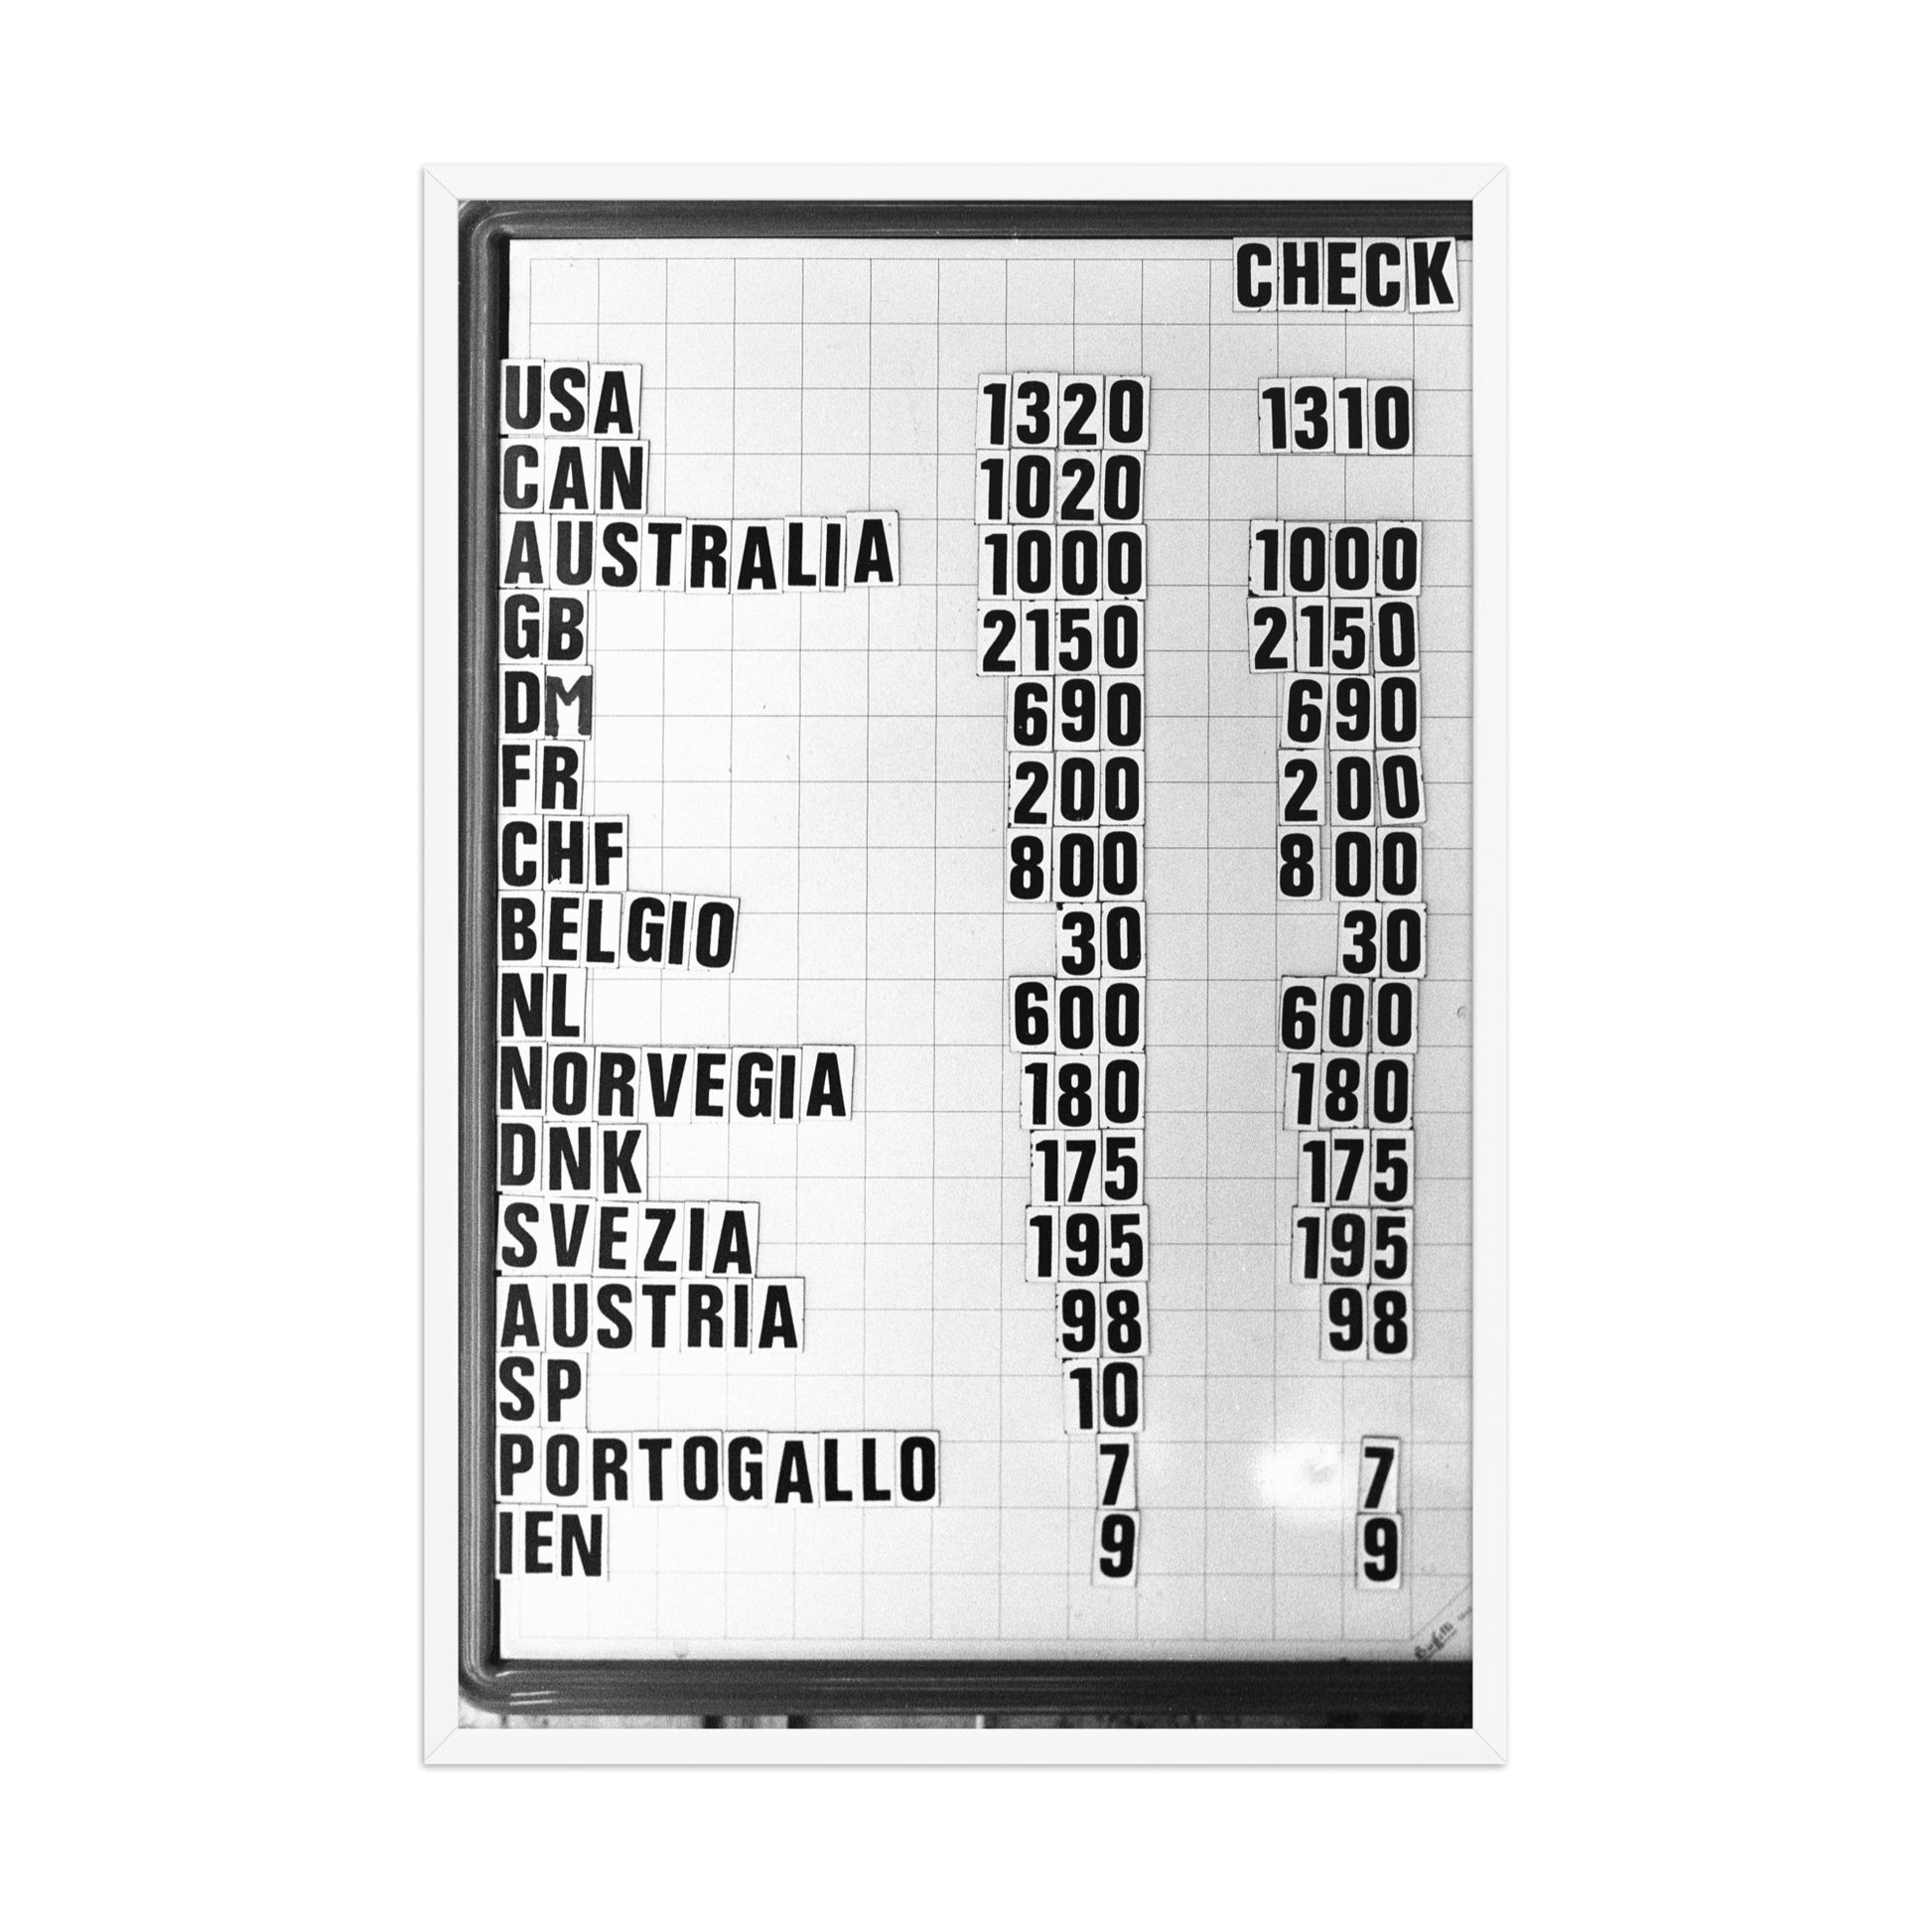 CHECK
USA 1320 1310
CAN 1020
AUSTRALIA 1000 1000
GB 2150 2150
DM 690 690
FR 200 200
CHF 800 800
BELGIO 30 30
NL 600 600
NORVEGIA 180 180
DNK 175 175
SVEZIA 195 195
AUSTRIA 98 98
SP 10
PORTOGALLO 7 7
IEN 9 9